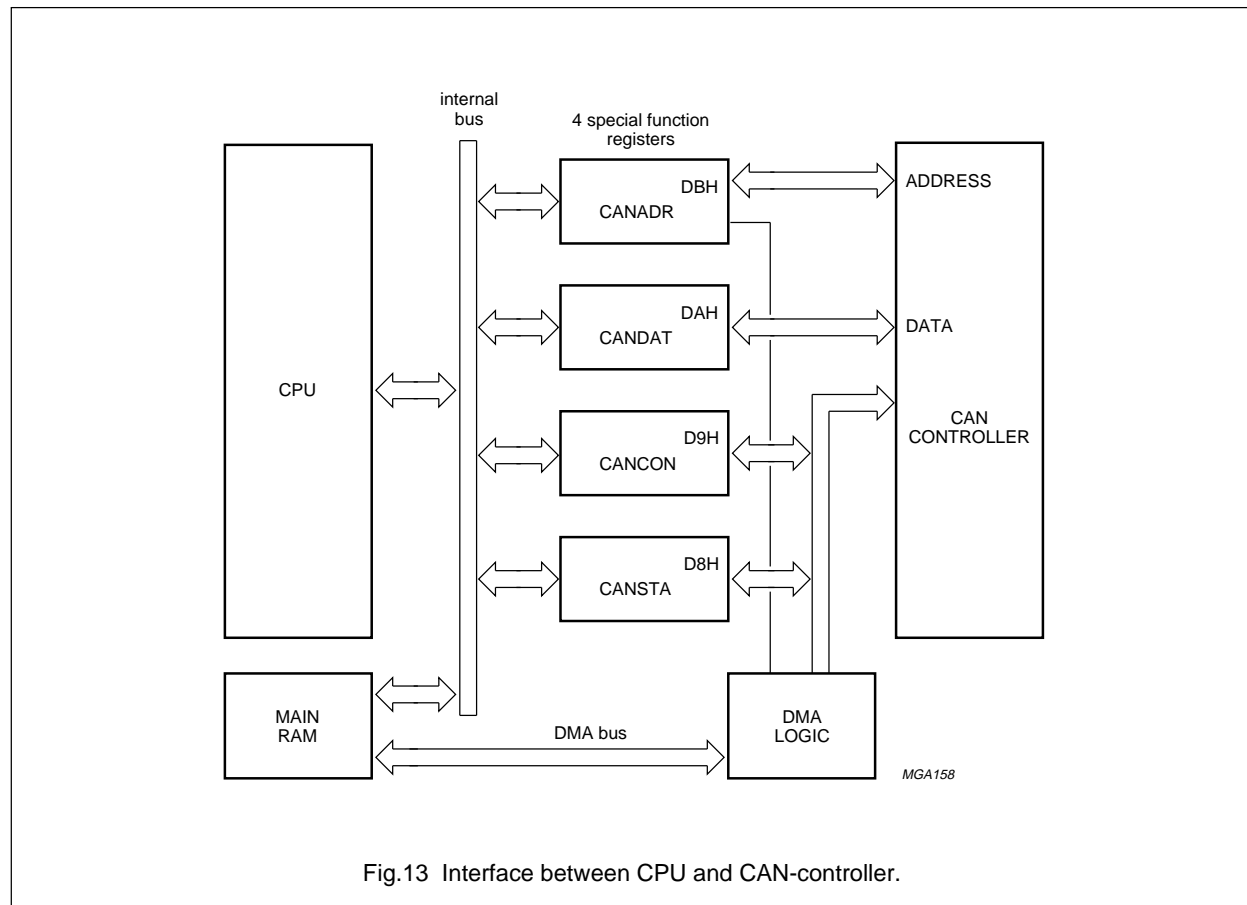 internal
bus
4 special function
registers
CPU
DBH
CANADR
ADDRESS
DAH
CANDAT
DATA
D9H
CANCON
CAN
CONTROLLER
D8H
CANSTA
MAIN
RAM
DMA bus
DMA
LOGIC
MGA158
Fig.13 Interface between CPU and CAN-controller.